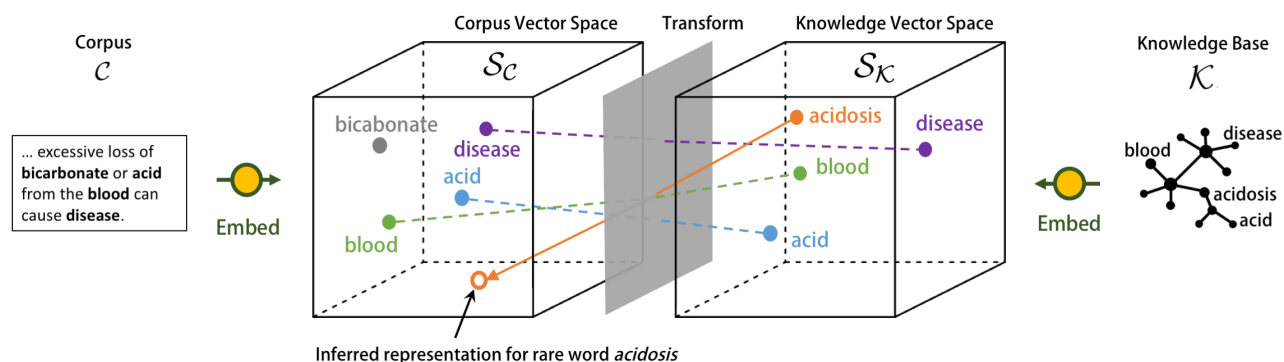 Corpus
C
... excessive loss of
bicarbonate or acid
from the blood can
cause disease.
Embed
Corpus Vector Space
S_C
bicabonate
disease
acid
blood
Inferred representation for rare word acidosis
Transform
Knowledge Vector Space
S_K
acidosis
disease
blood
acid
Embed
Knowledge Base
K
disease
blood
acidosis
acid